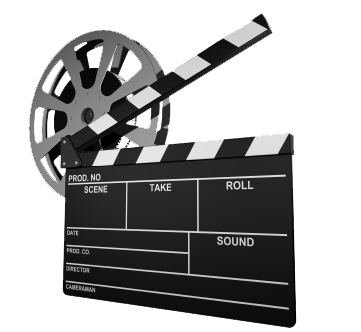 PROD. NO
SCENE TAKE ROLL
DATE
SOUND
PROD. CO.
DIRECTOR
CAMERAMAN